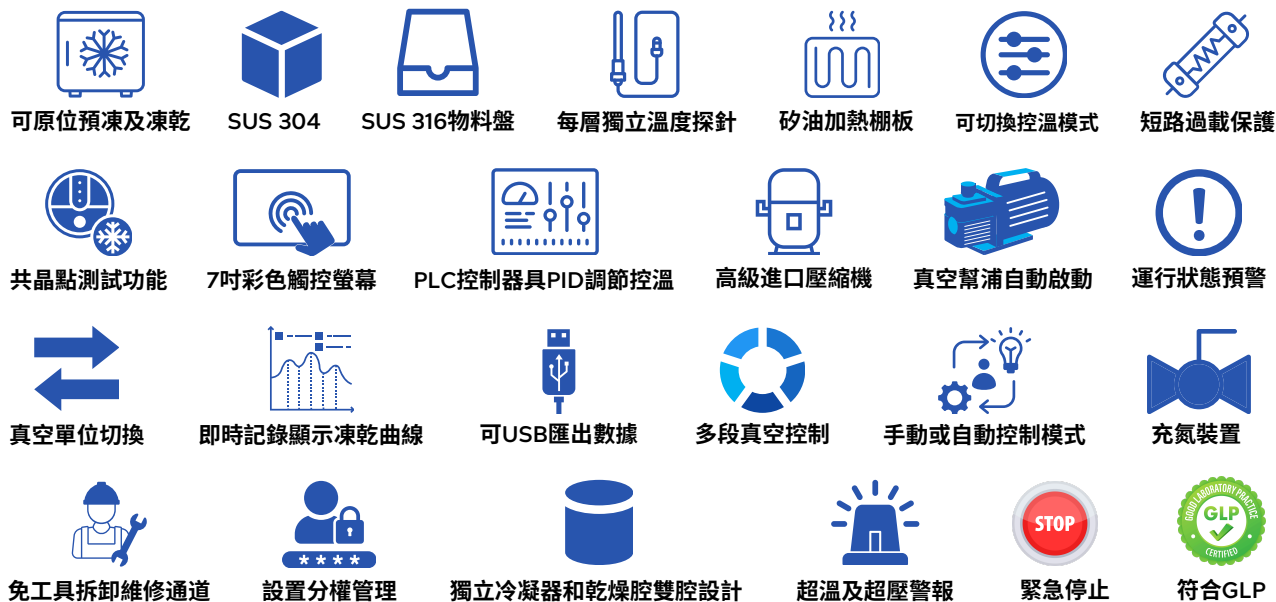 可原位預凍及凍乾
SUS 304
SUS 316物料盤
每層獨立溫度探針
矽油加熱棚板
可切換控溫模式
短路過載保護
共晶点測試功能
7吋彩色觸控螢幕
PLC控制器具PID調節控溫
高級進口壓縮機
真空幫浦自動啟動
運行狀態預警
真空單位切換
即時記錄顯示凍乾曲線
可USB匯出數據
多段真空控制
手動或自動控制模式
充氮裝置
****
STOP
GOOD LABORATORY PRACTICE
GLP
CERTIFIED
免工具拆卸維修通道
設置分權管理
獨立冷凝器和乾燥腔雙腔設計
超溫及超壓警報
緊急停止
符合GLP